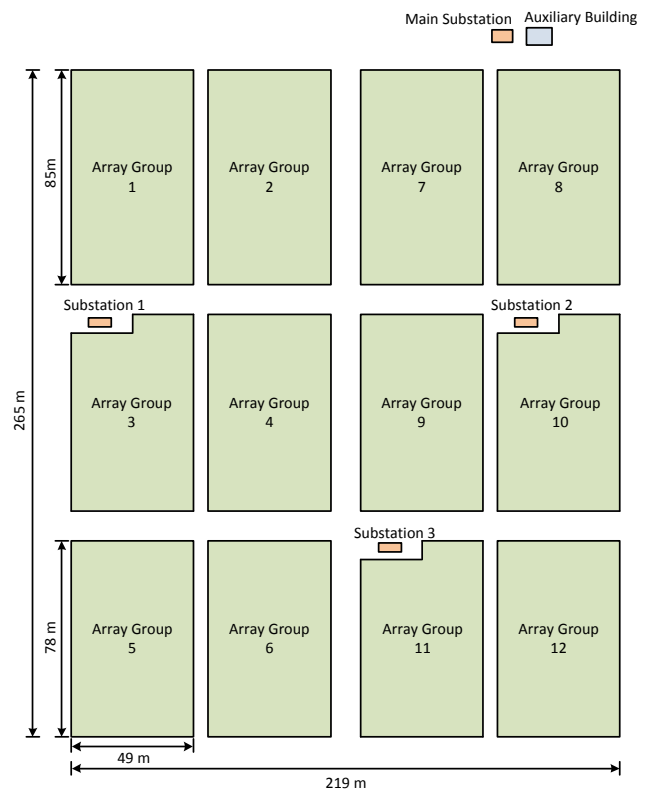 Main Substation
Auxiliary Building
85m
Array Group
1
Array Group
2
Array Group
7
Array Group
8
265 m
Substation 1
Substation 2
Array Group
3
Array Group
4
Array Group
9
Array Group
10
Substation 3
78 m
Array Group
5
Array Group
6
Array Group
11
Array Group
12
49 m
219 m